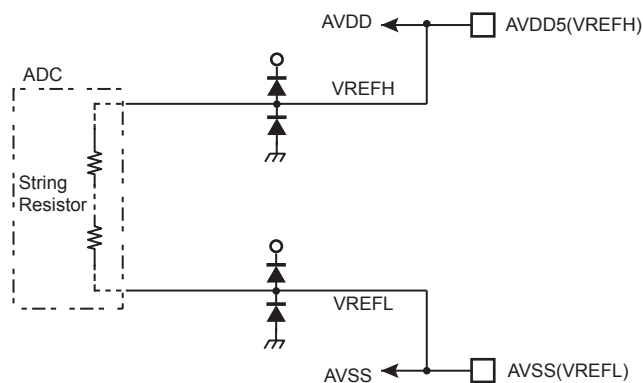 AVDD
AVDD5(VREFH)
ADC
VREFH
String
Resistor
VREFL
AVSS
AVSS(VREFL)